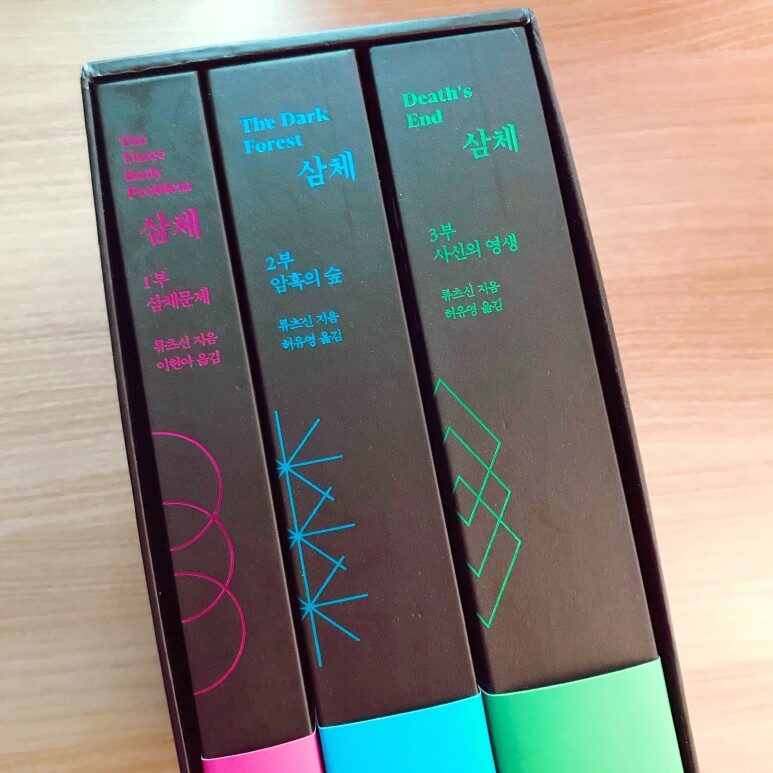 The
Three
Body
Problem
삼체
1부
삼체문제
류츠신 지음
이현아 옮김
The Dark
Forest
삼체
2부
암흑의 숲
류츠신 지음
허유영 옮김
Death's
End
삼체
3부
사신의 영생
류츠신 지음
허유영 옮김